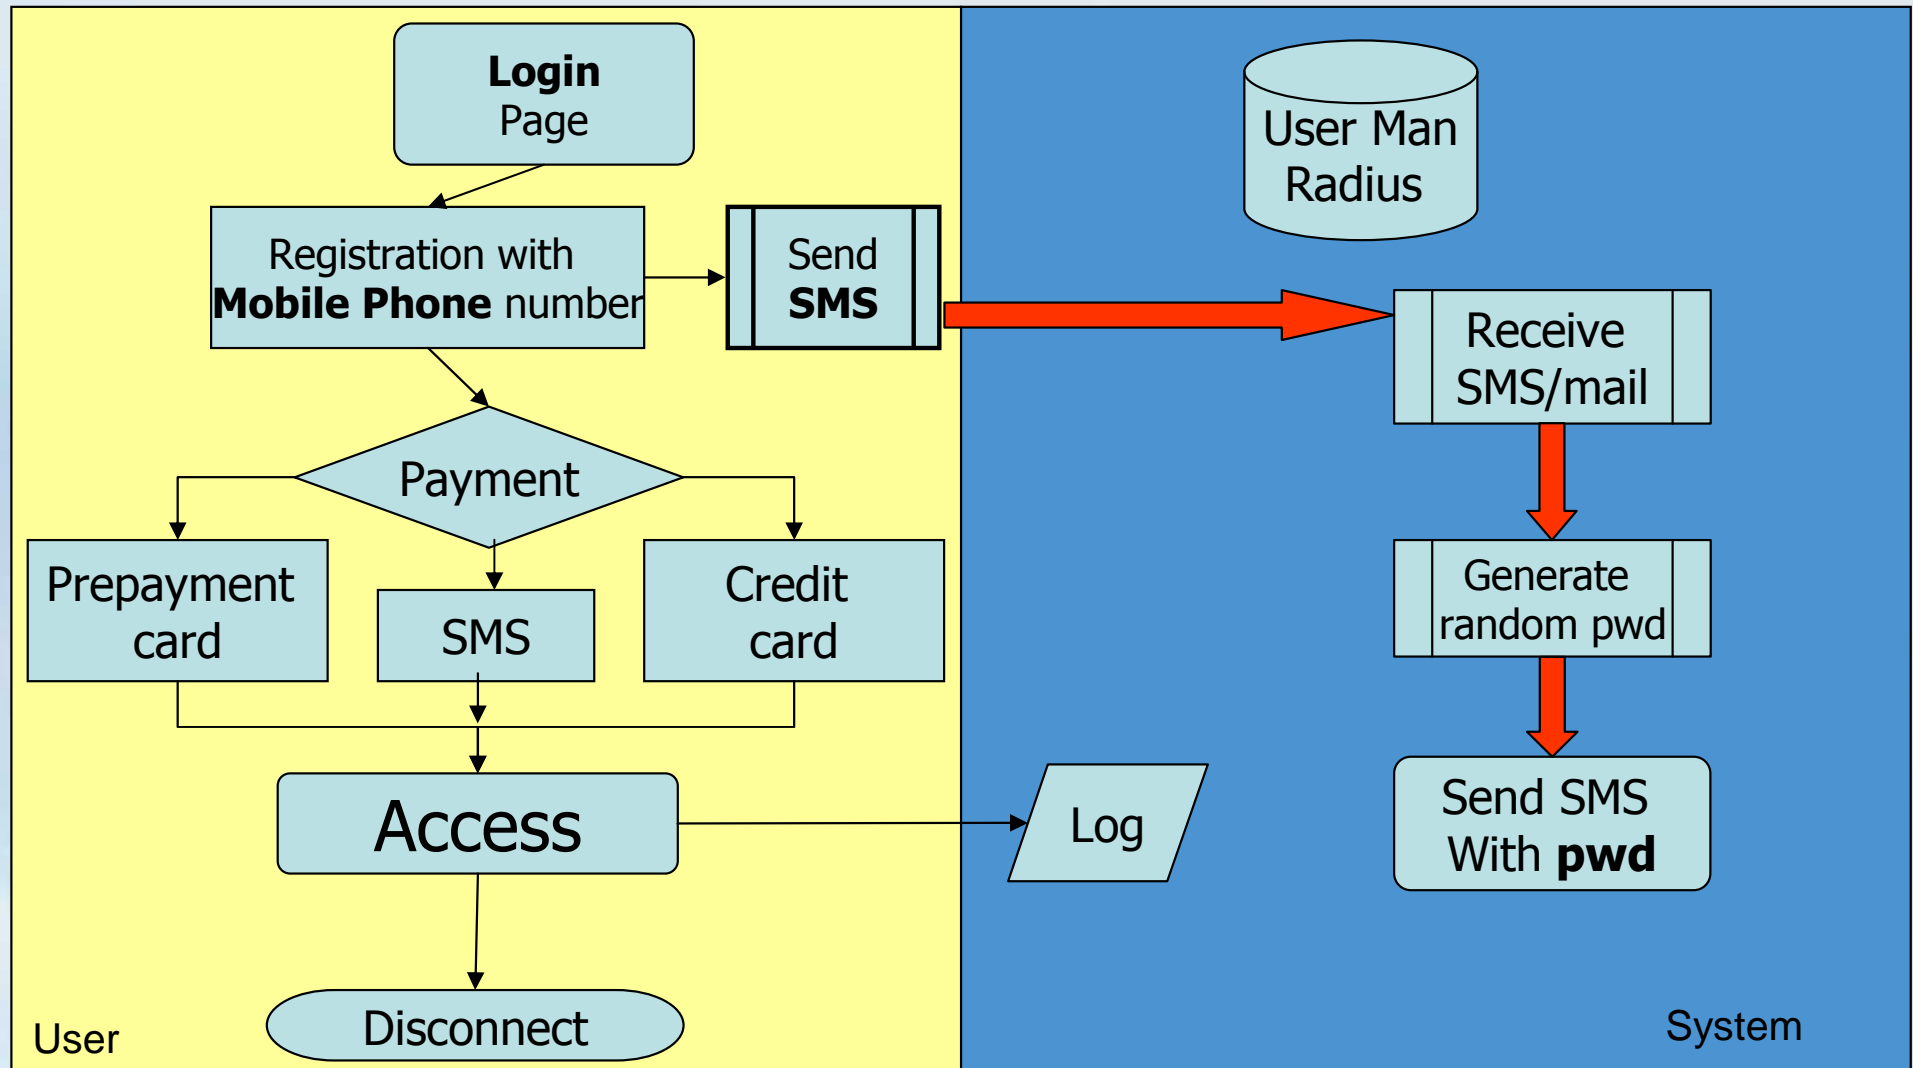 Login
Page
Registration with
Mobile Phone number
Send
SMS
Payment
Prepayment
card
SMS
Credit
card
Access
Disconnect
User
User Man
Radius
Receive
SMS/mail
Generate
random pwd
Send SMS
With pwd
Log
System